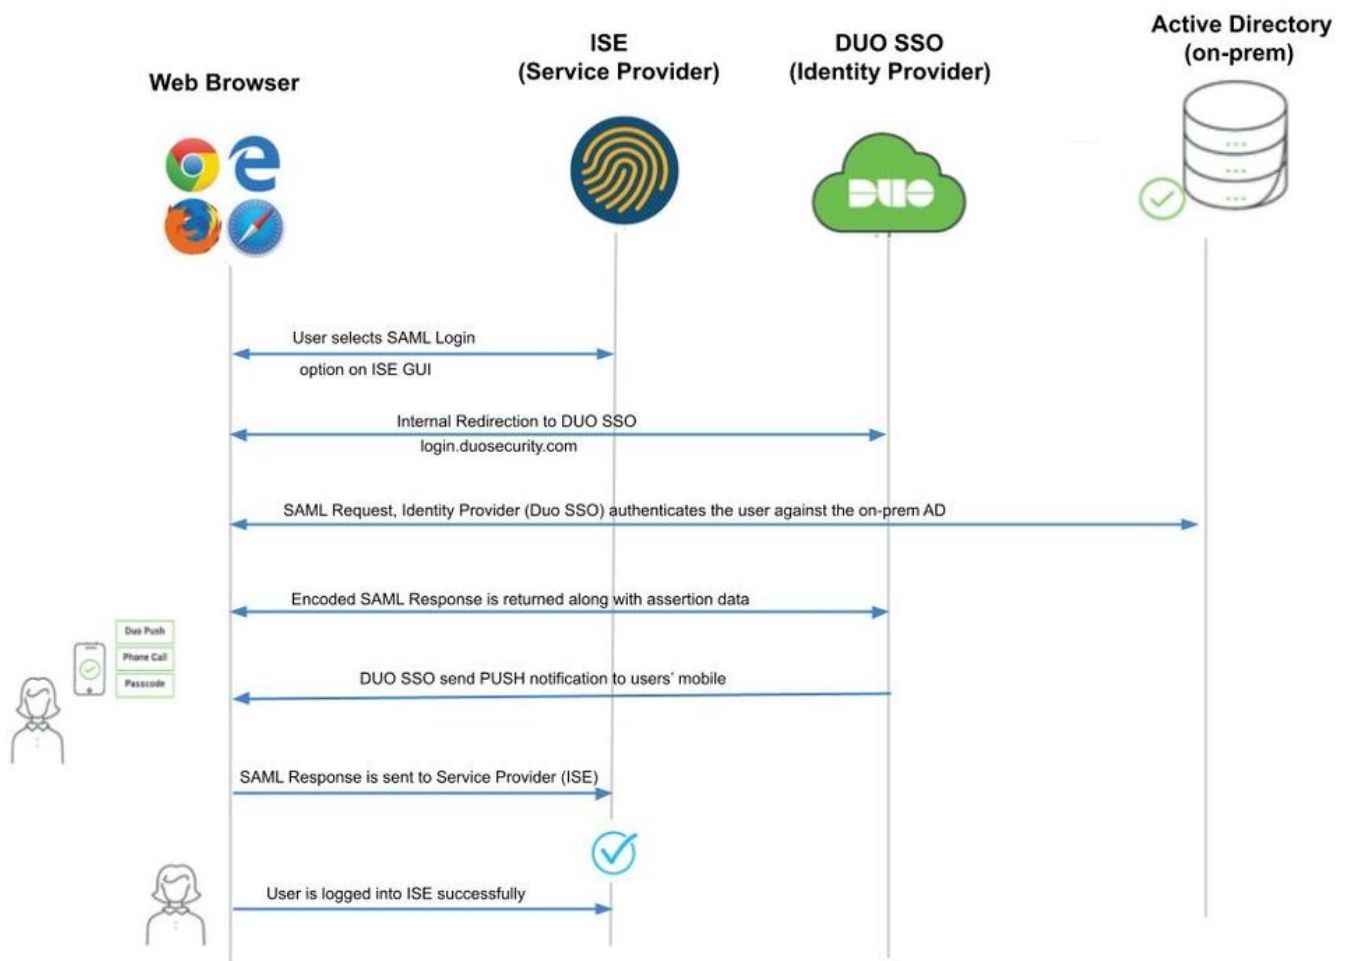 Active Directory
(on-prem)
ISE
(Service Provider)
DUO SSO
(Identity Provider)
Web Browser
DUO
User selects SAML Login
option on ISE GUI
Internal Redirection to DUO SSO
login.duosecurity.com
SAML Request, Identity Provider (Duo SSO) authenticates the user against the on-prem AD
Encoded SAML Response is returned along with assertion data
Duo Push
Phone Call
Passcode
DUO SSO send PUSH notification to users' mobile
SAML Response is sent to Service Provider (ISE)
User is logged into ISE successfully